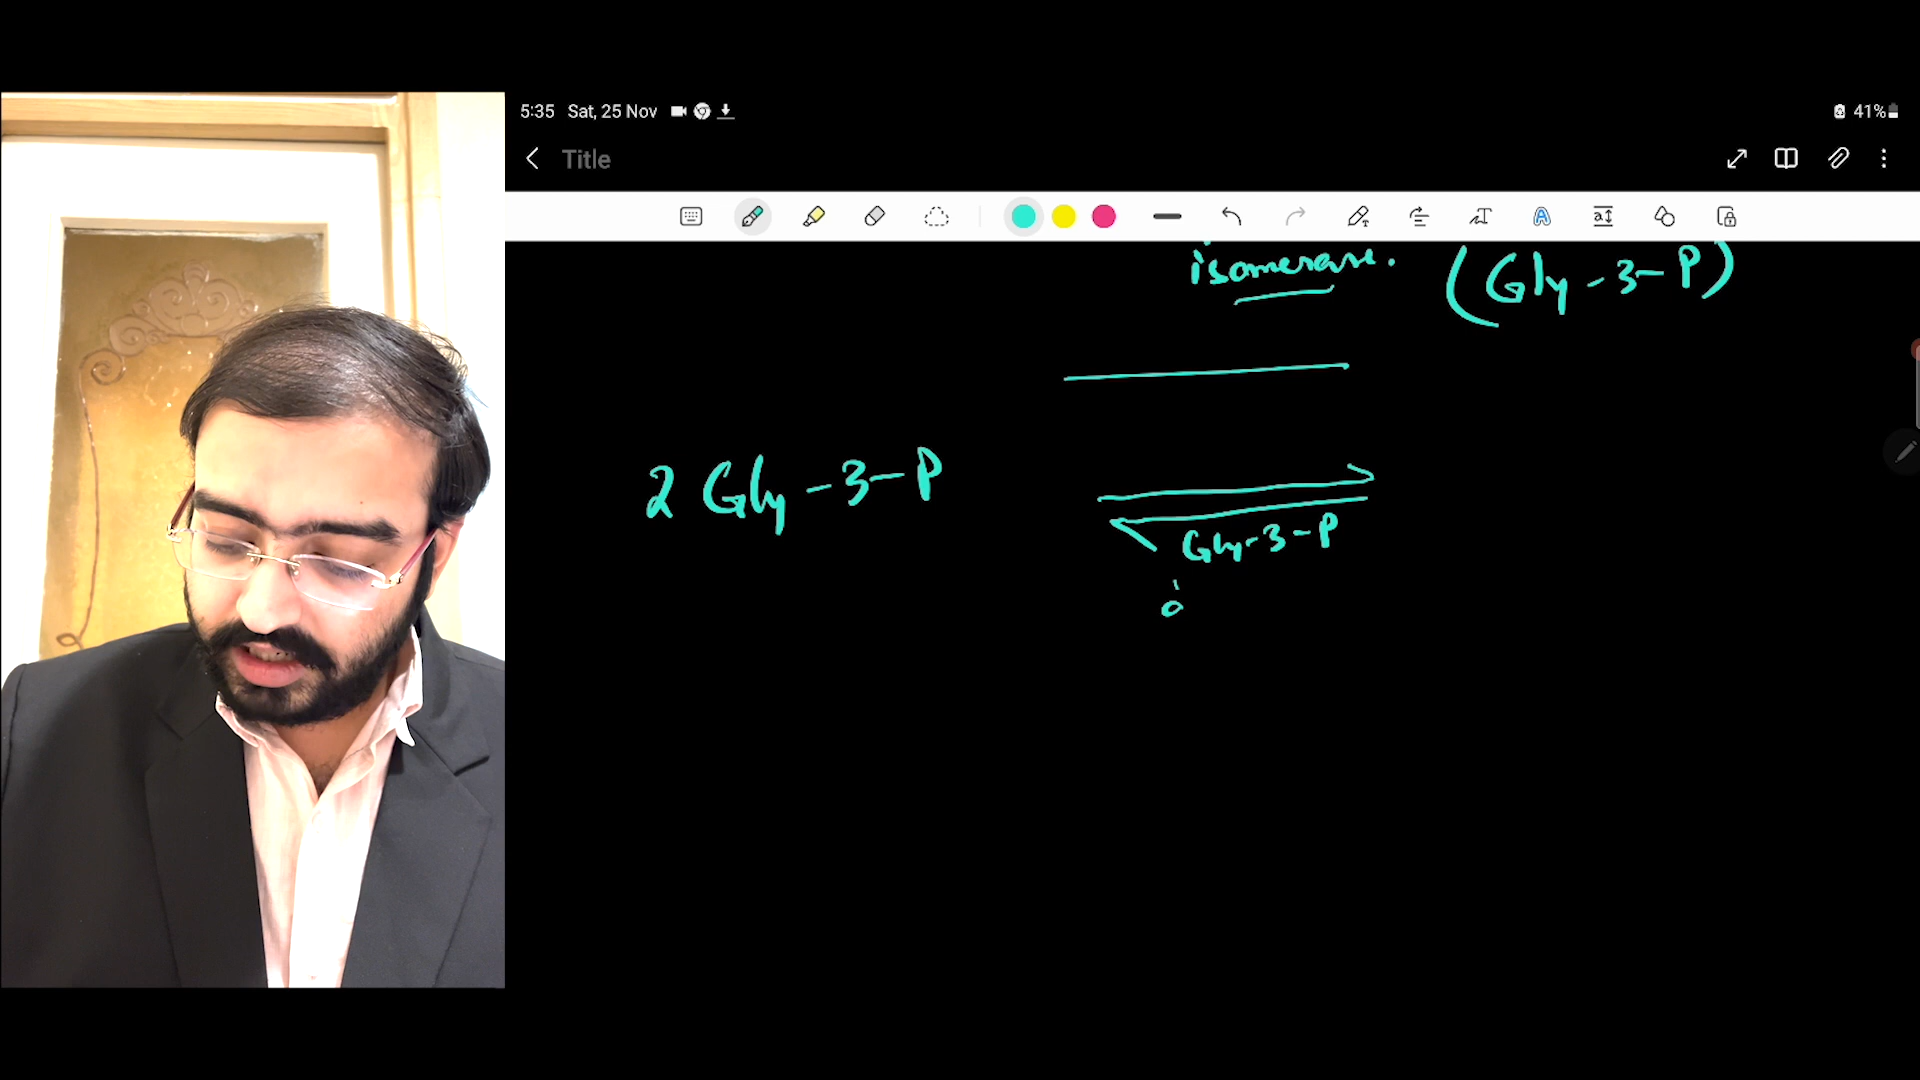 5:35 Sat, 25 Nov 41%
Title
isomerase. (Gly-3-P)
2 Gly-3-P
Gly-3-P